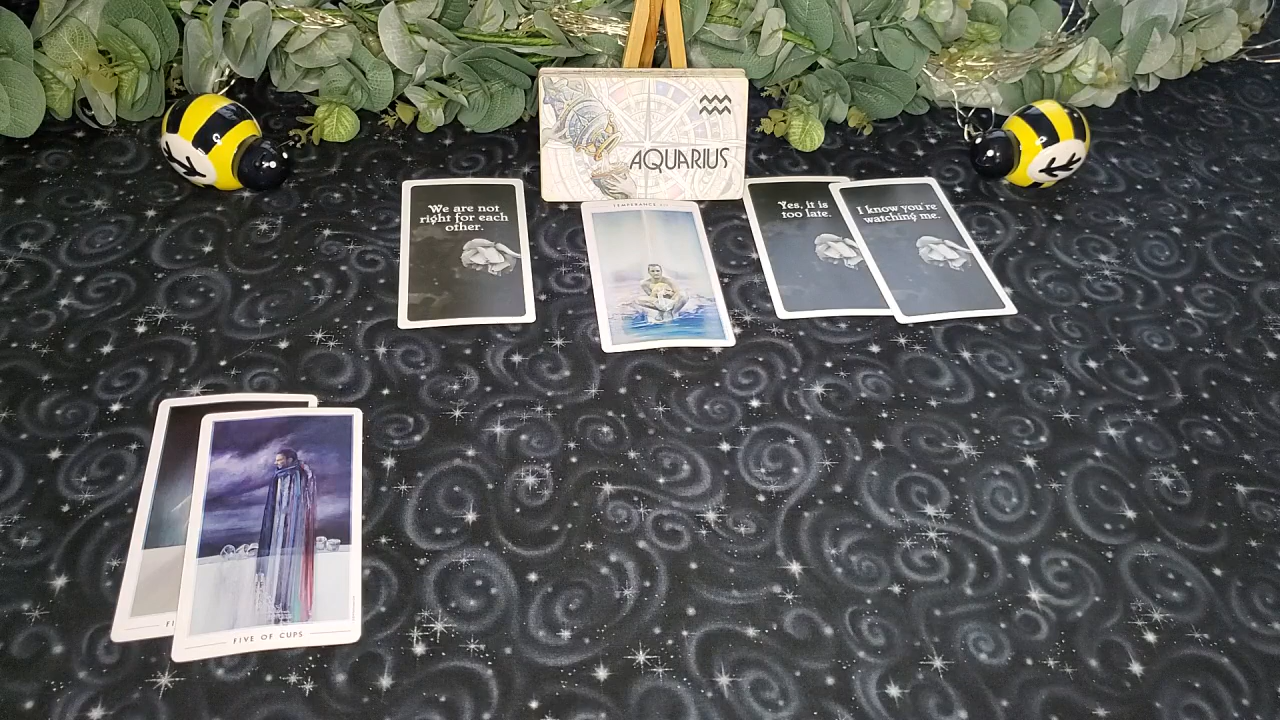 AQUARIUS
We are not
right for each
other.
TEMPERANCE
Yes, it is
too late.
I know you're
watching me.
FI
FIVE OF CUPS